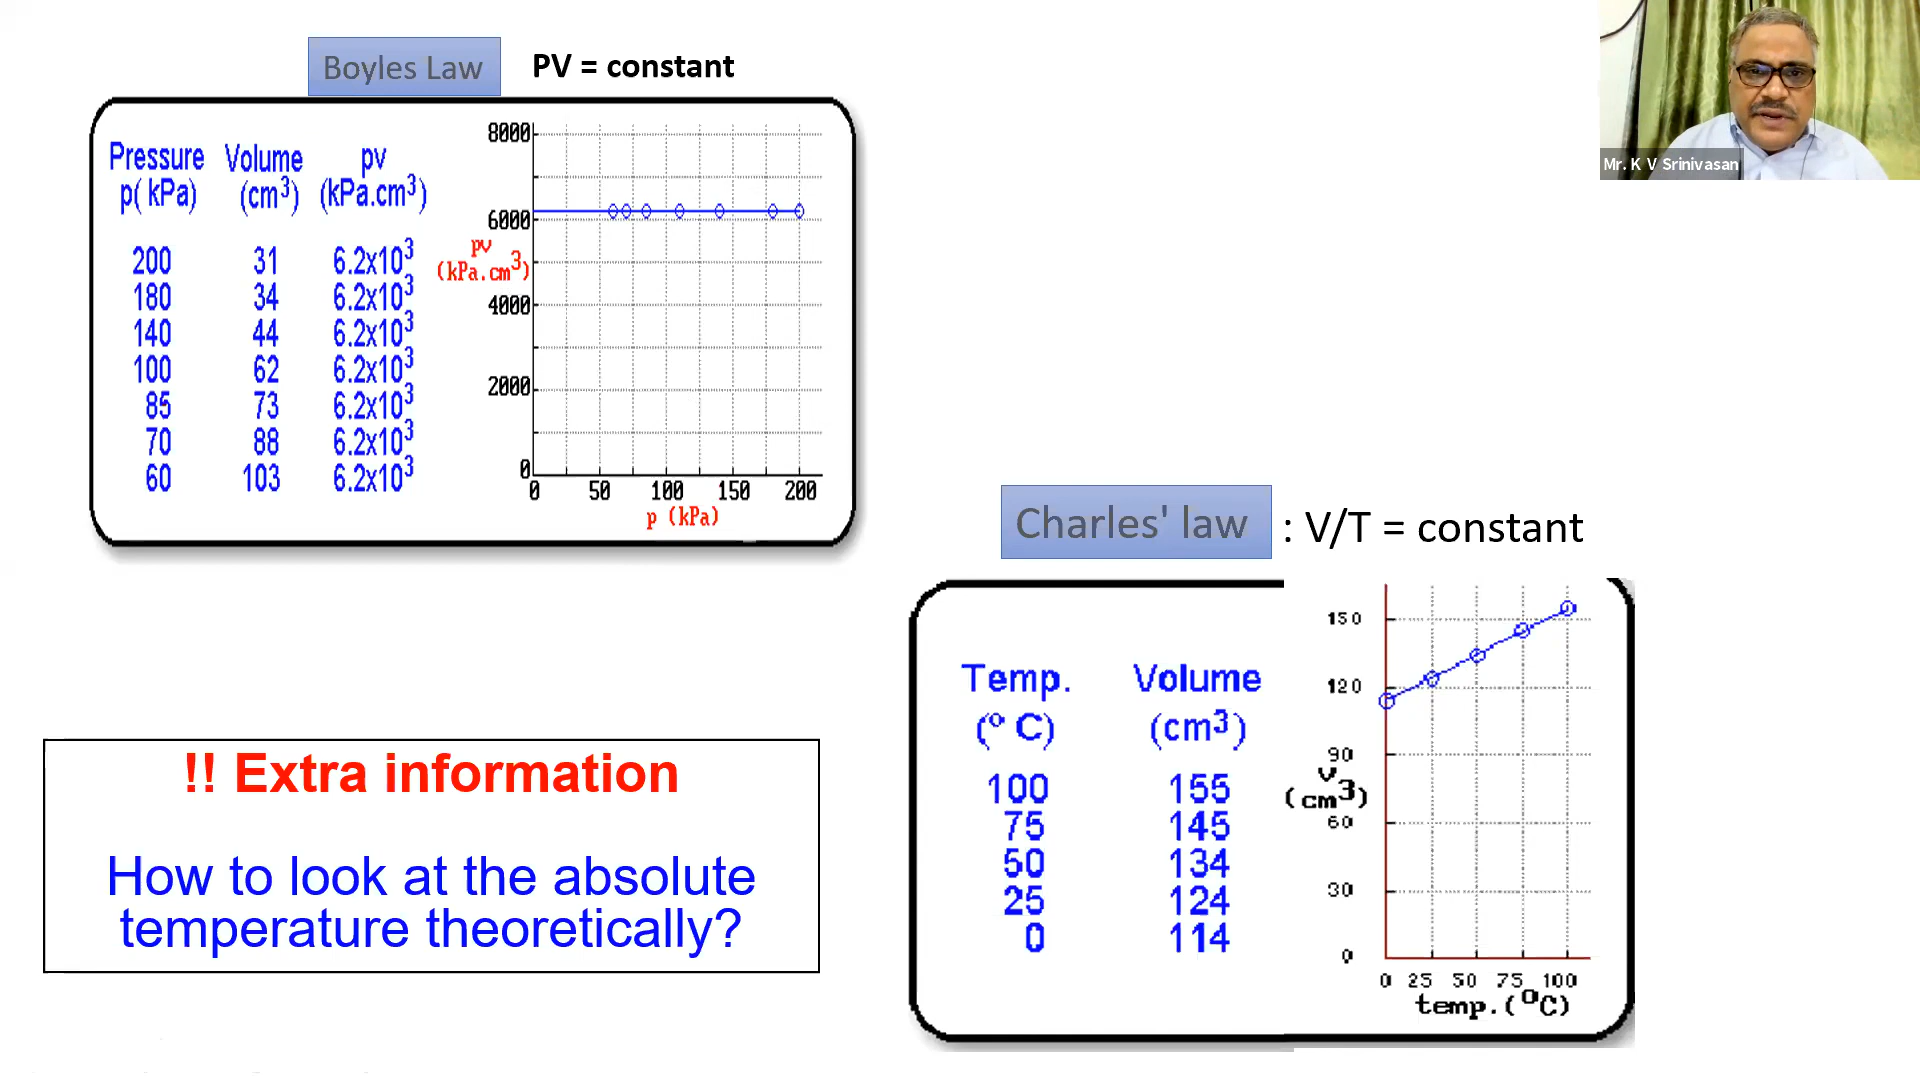 Boyles Law PV = constant
Pressure Volume pv
p( kPa) (cm³) (kPa.cm³)
200 31 6.2x10³
180 34 6.2x10³
140 44 6.2x10³
100 62 6.2x10³
85 73 6.2x10³
70 88 6.2x10³
60 103 6.2x10³
8000
6000
pv
(kPa.cm³)
4000
2000
0
0 50 100 150 200
p (kPa)
Mr. K V Srinivasan
Charles' law : V/T = constant
Temp. Volume
(° C) (cm³)
100 155
75 145
50 134
25 124
0 114
150
120
90
v
(cm³)
60
30
0
0 25 50 75 100
temp.(°C)
!! Extra information
How to look at the absolute
temperature theoretically?